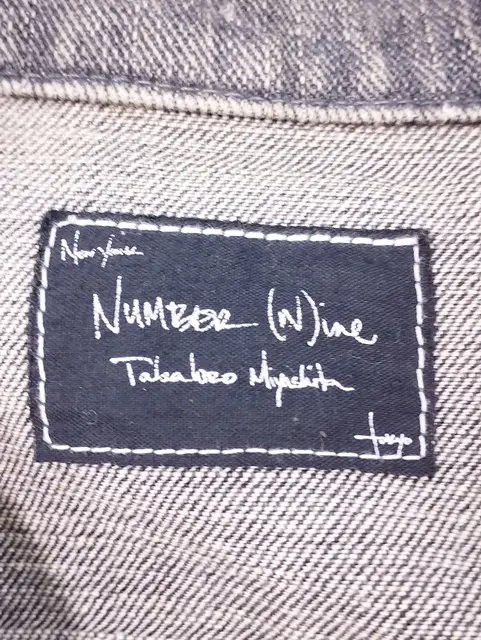 New York
NUMBER (N)ine
Takahiro Miyashita
tokyo